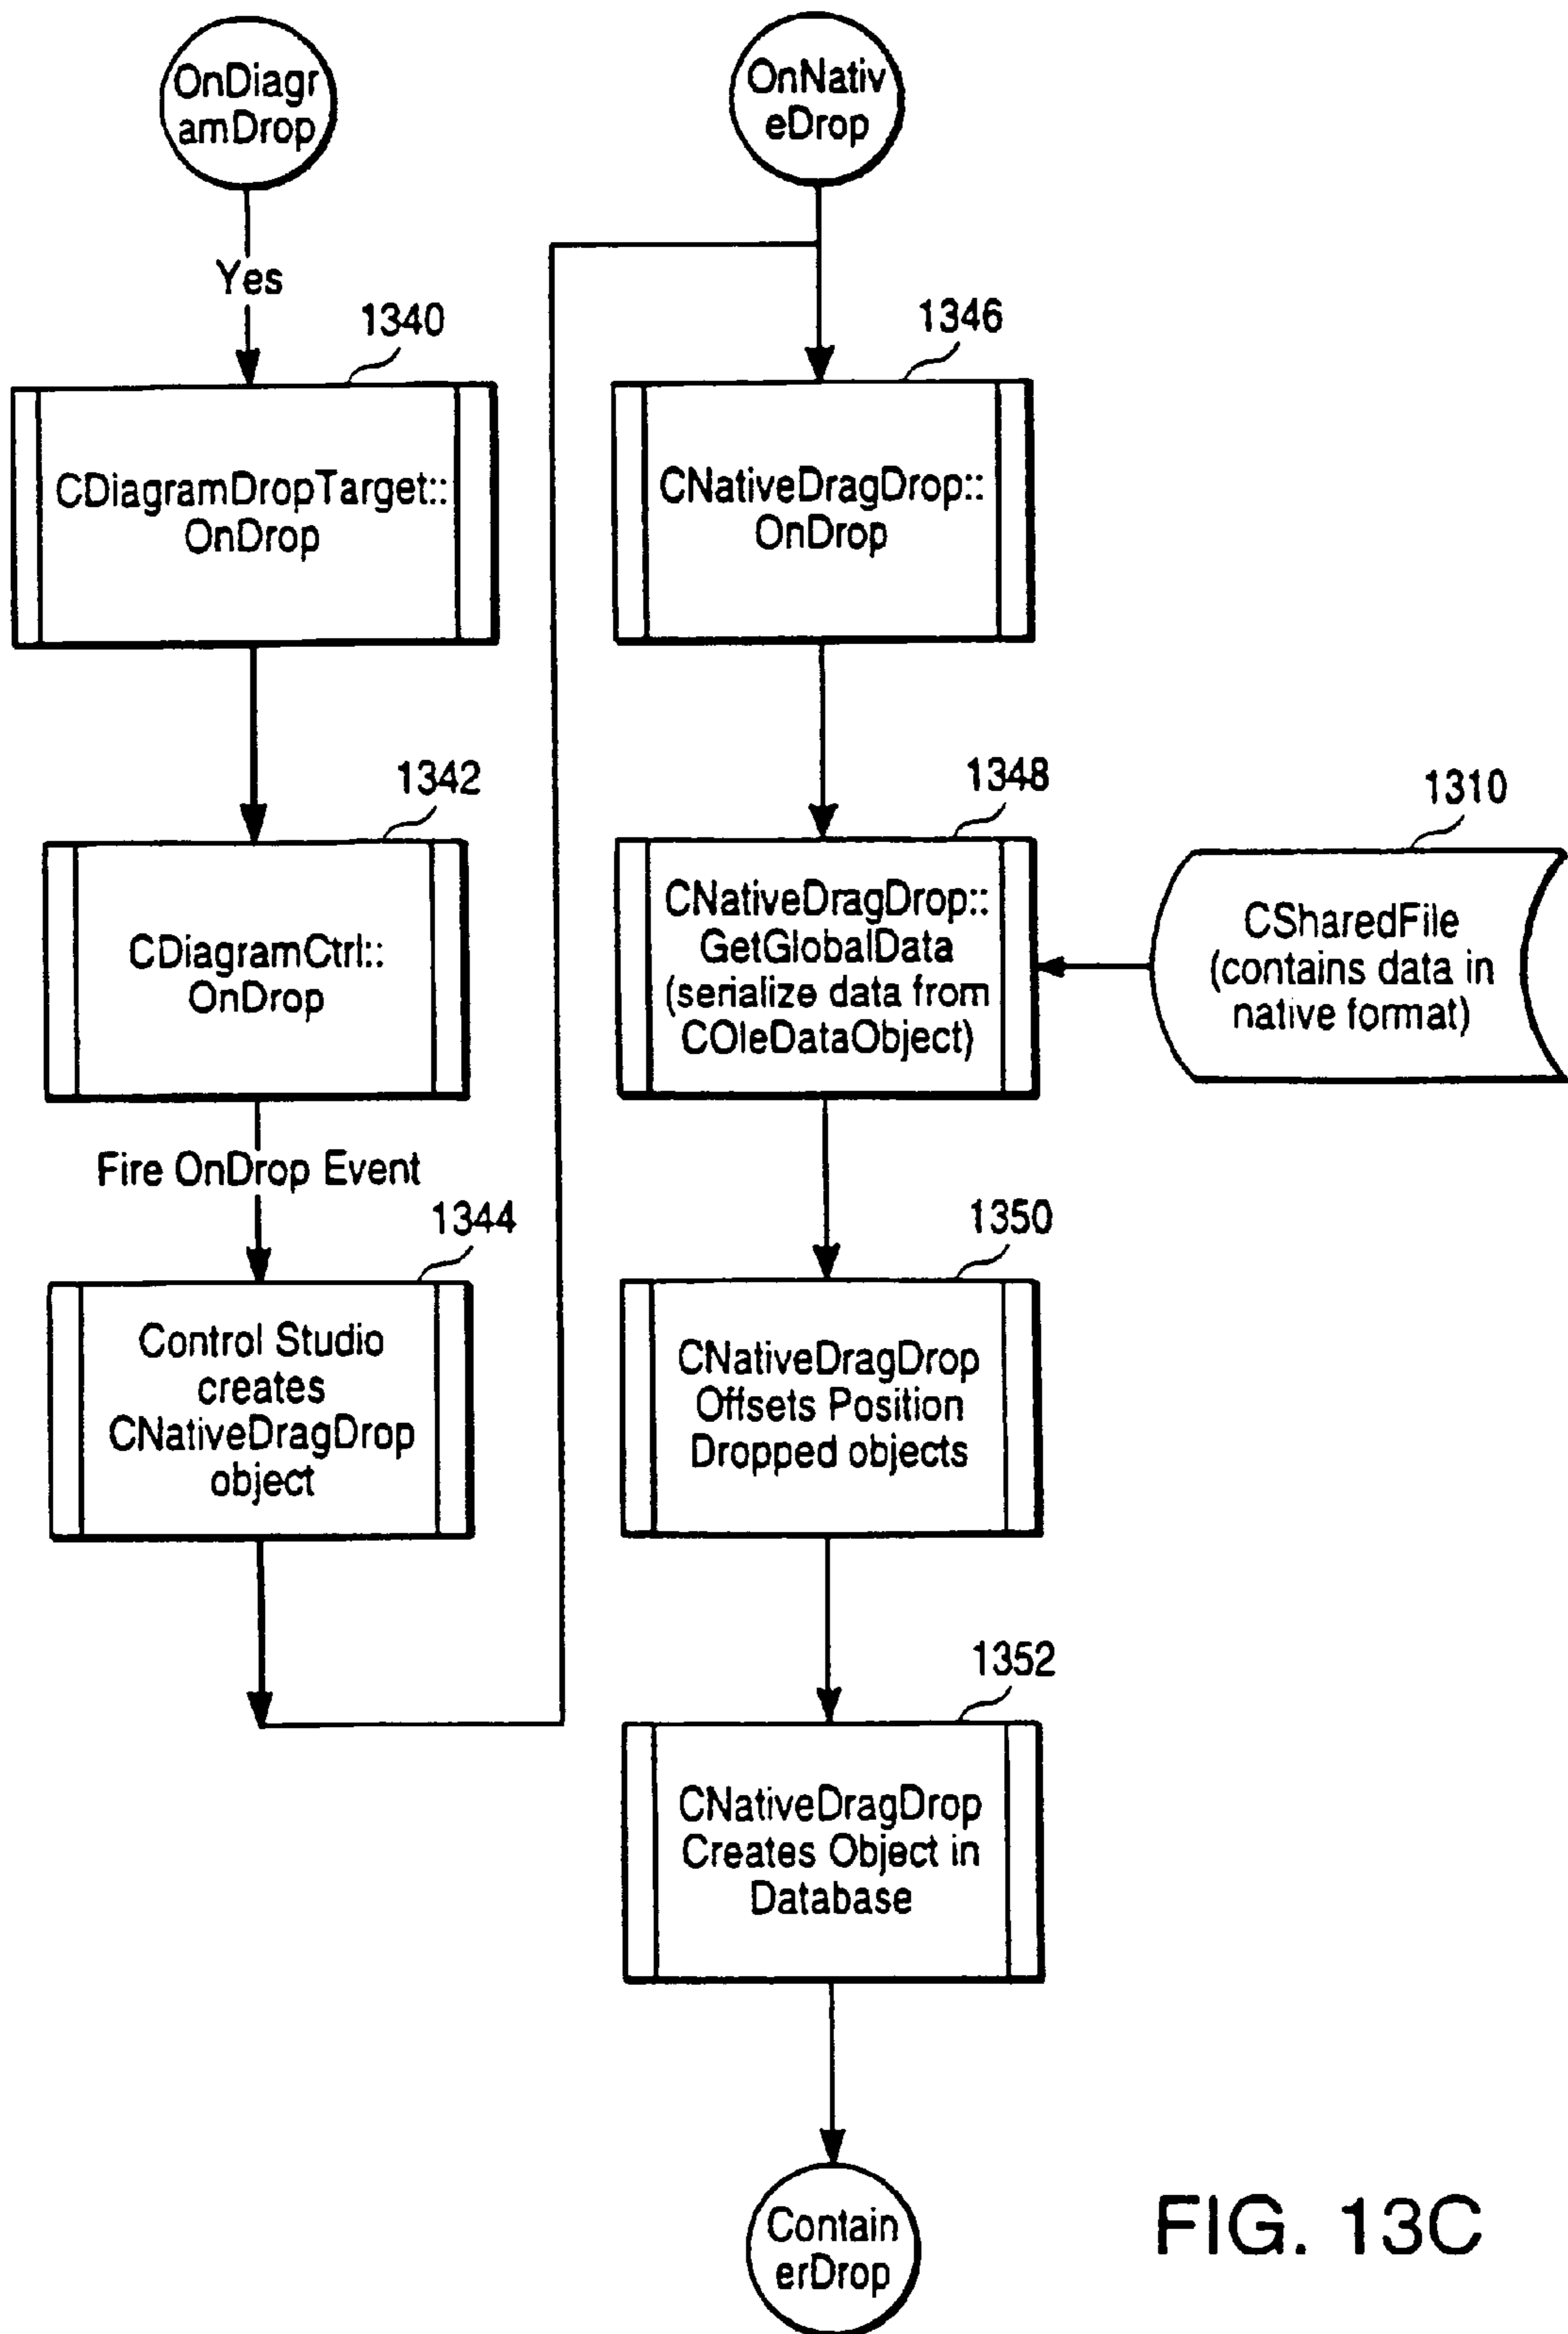 OnDiagr
amDrop
Yes
1340
CDiagramDropTarget::
OnDrop
1342
CDiagramCtrl::
OnDrop
Fire OnDrop Event
1344
Control Studio
creates
CNativeDragDrop
object
OnNativ
eDrop
1346
CNativeDragDrop::
OnDrop
1348
CNativeDragDrop::
GetGlobalData
(serialize data from
COleDataObject)
1310
CSharedFile
(contains data in
native format)
1350
CNativeDragDrop
Offsets Position
Dropped objects
1352
CNativeDragDrop
Creates Object in
Database
Contain
erDrop
FIG. 13C